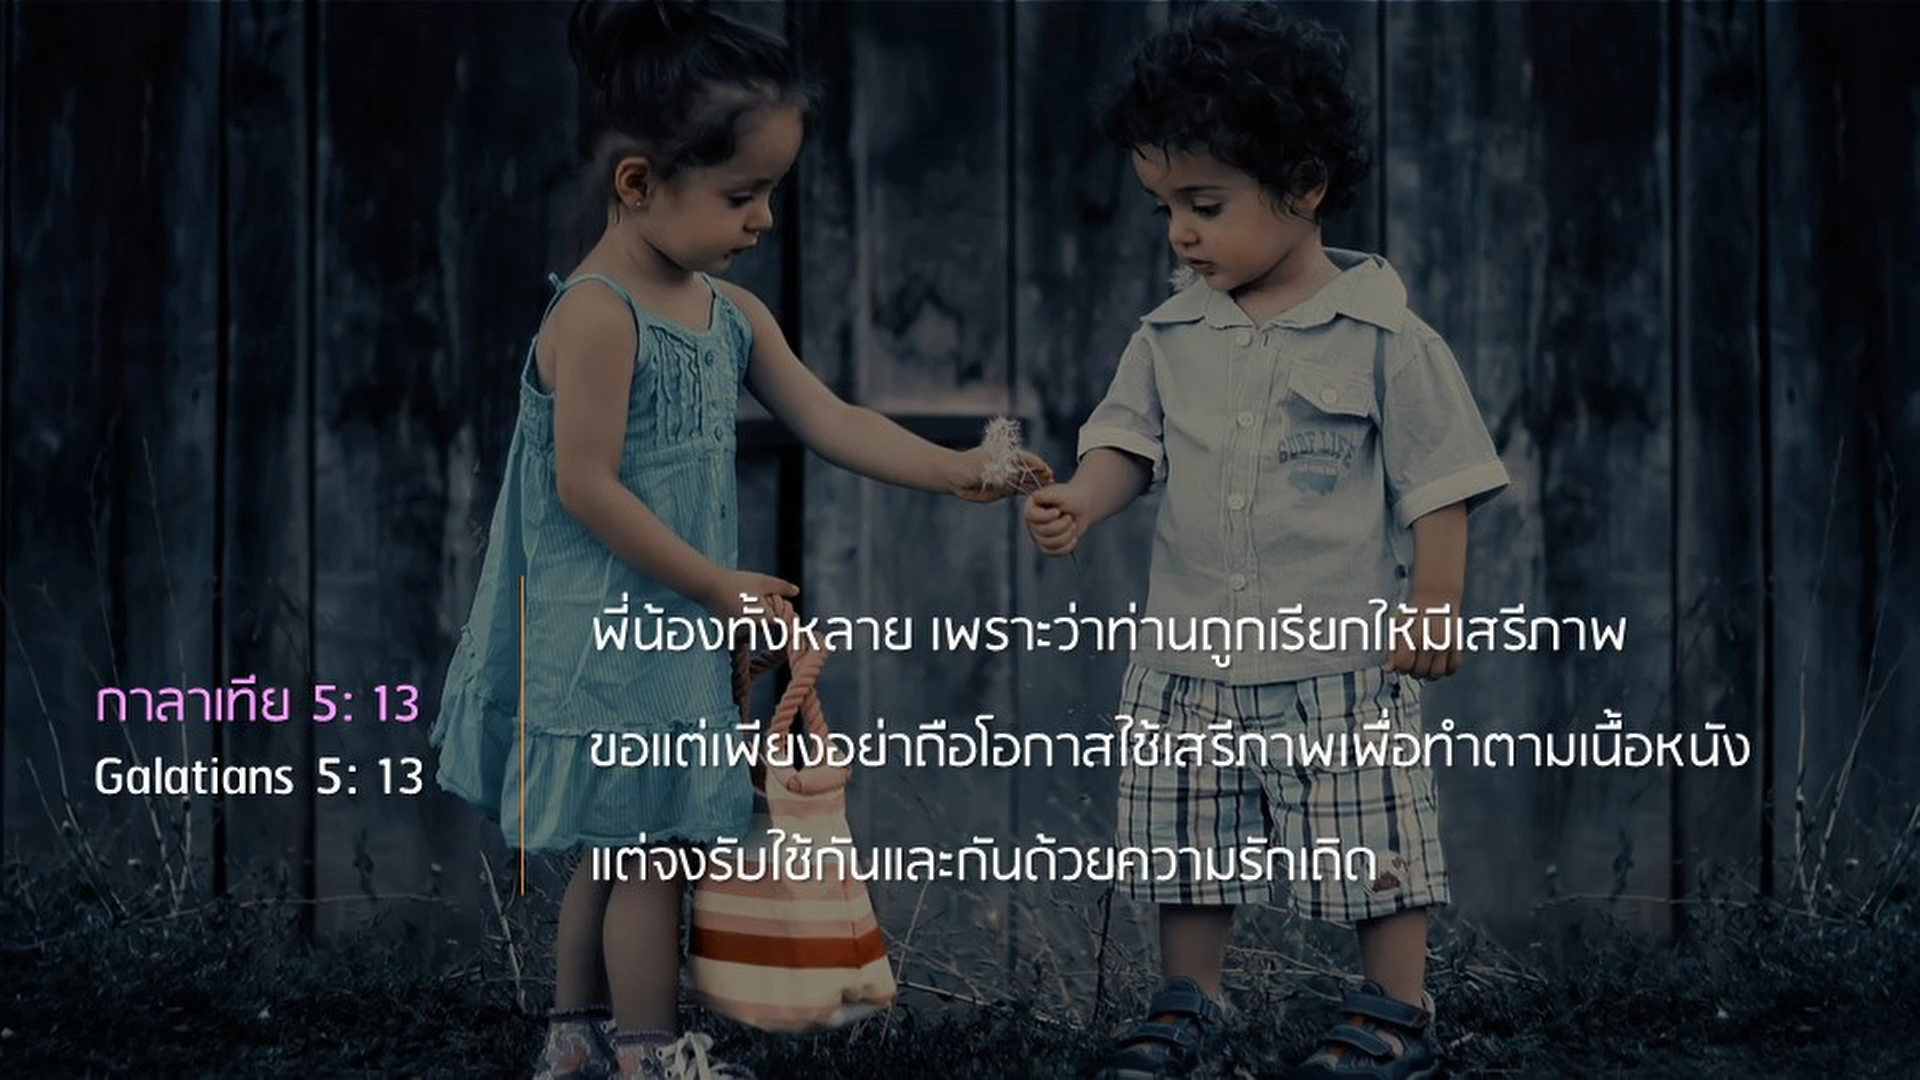 กาลาเทีย 5: 13
Galatians 5: 13
พี่น้องทั้งหลาย เพราะว่าท่านถูกเรียกให้มีเสรีภาพ
ขอแต่เพียงอย่าถือโอกาสใช้เสรีภาพเพื่อทำตามเนื้อหนัง
แต่จงรับใช้กันและกันด้วยความรักเถิด
SURF LIFE